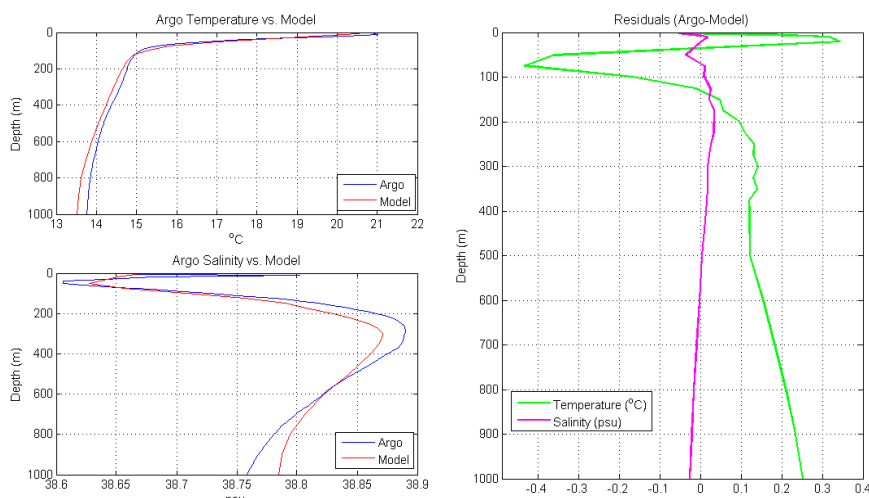 Argo Temperature vs. Model
0
200
400
600
800
1000
Depth (m)
13 14 15 16 17 18 19 20 21 22
°C
Argo
Model
Argo Salinity vs. Model
0
200
400
600
800
1000
Depth (m)
38.6 38.65 38.7 38.75 38.8 38.85 38.9
Argo
Model
Residuals (Argo-Model)
0
100
200
300
400
500
600
700
800
900
1000
Depth (m)
-0.4 -0.3 -0.2 -0.1 0 0.1 0.2 0.3 0.4
Temperature (°C)
Salinity (psu)